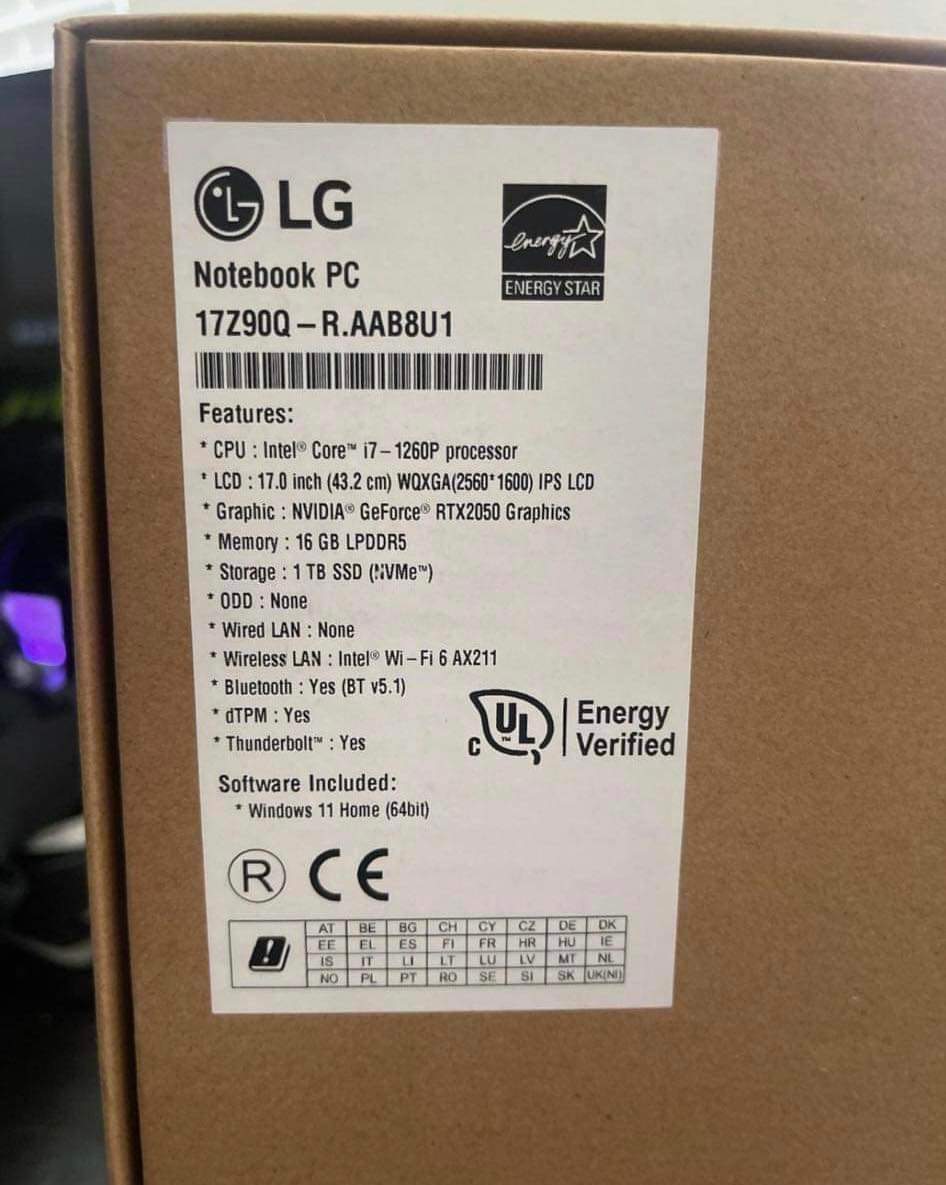 LG
energy
ENERGY STAR
Notebook PC
17Z90Q-R.AAB8U1
Features:
* CPU : Intel® Core™ i7-1260P processor
* LCD : 17.0 inch (43.2 cm) WQXGA(2560*1600) IPS LCD
* Graphic : NVIDIA® GeForce® RTX2050 Graphics
* Memory : 16 GB LPDDR5
* Storage : 1 TB SSD (NVMe™)
* ODD : None
* Wired LAN : None
* Wireless LAN : Intel® Wi-Fi 6 AX211
* Bluetooth : Yes (BT v5.1)
* dTPM : Yes
* Thunderbolt™ : Yes
C UL™ Energy
Verified
Software Included:
* Windows 11 Home (64bit)
R CE
! AT BE BG CH CY CZ DE DK
EE EL ES FI FR HR HU IE
IS IT LI LT LU LV MT NL
NO PL PT RO SE SI SK UK(NI)